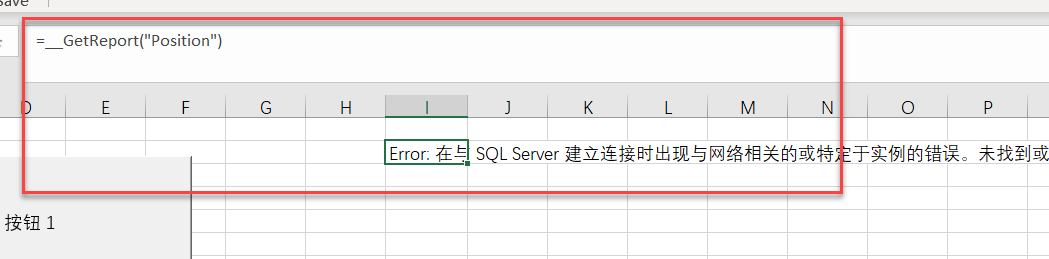 Save
=__GetReport("Position")
D E F G H I J K L M N O P
Error: 在与 SQL Server 建立连接时出现与网络相关的或特定于实例的错误。未找到或
按钮 1